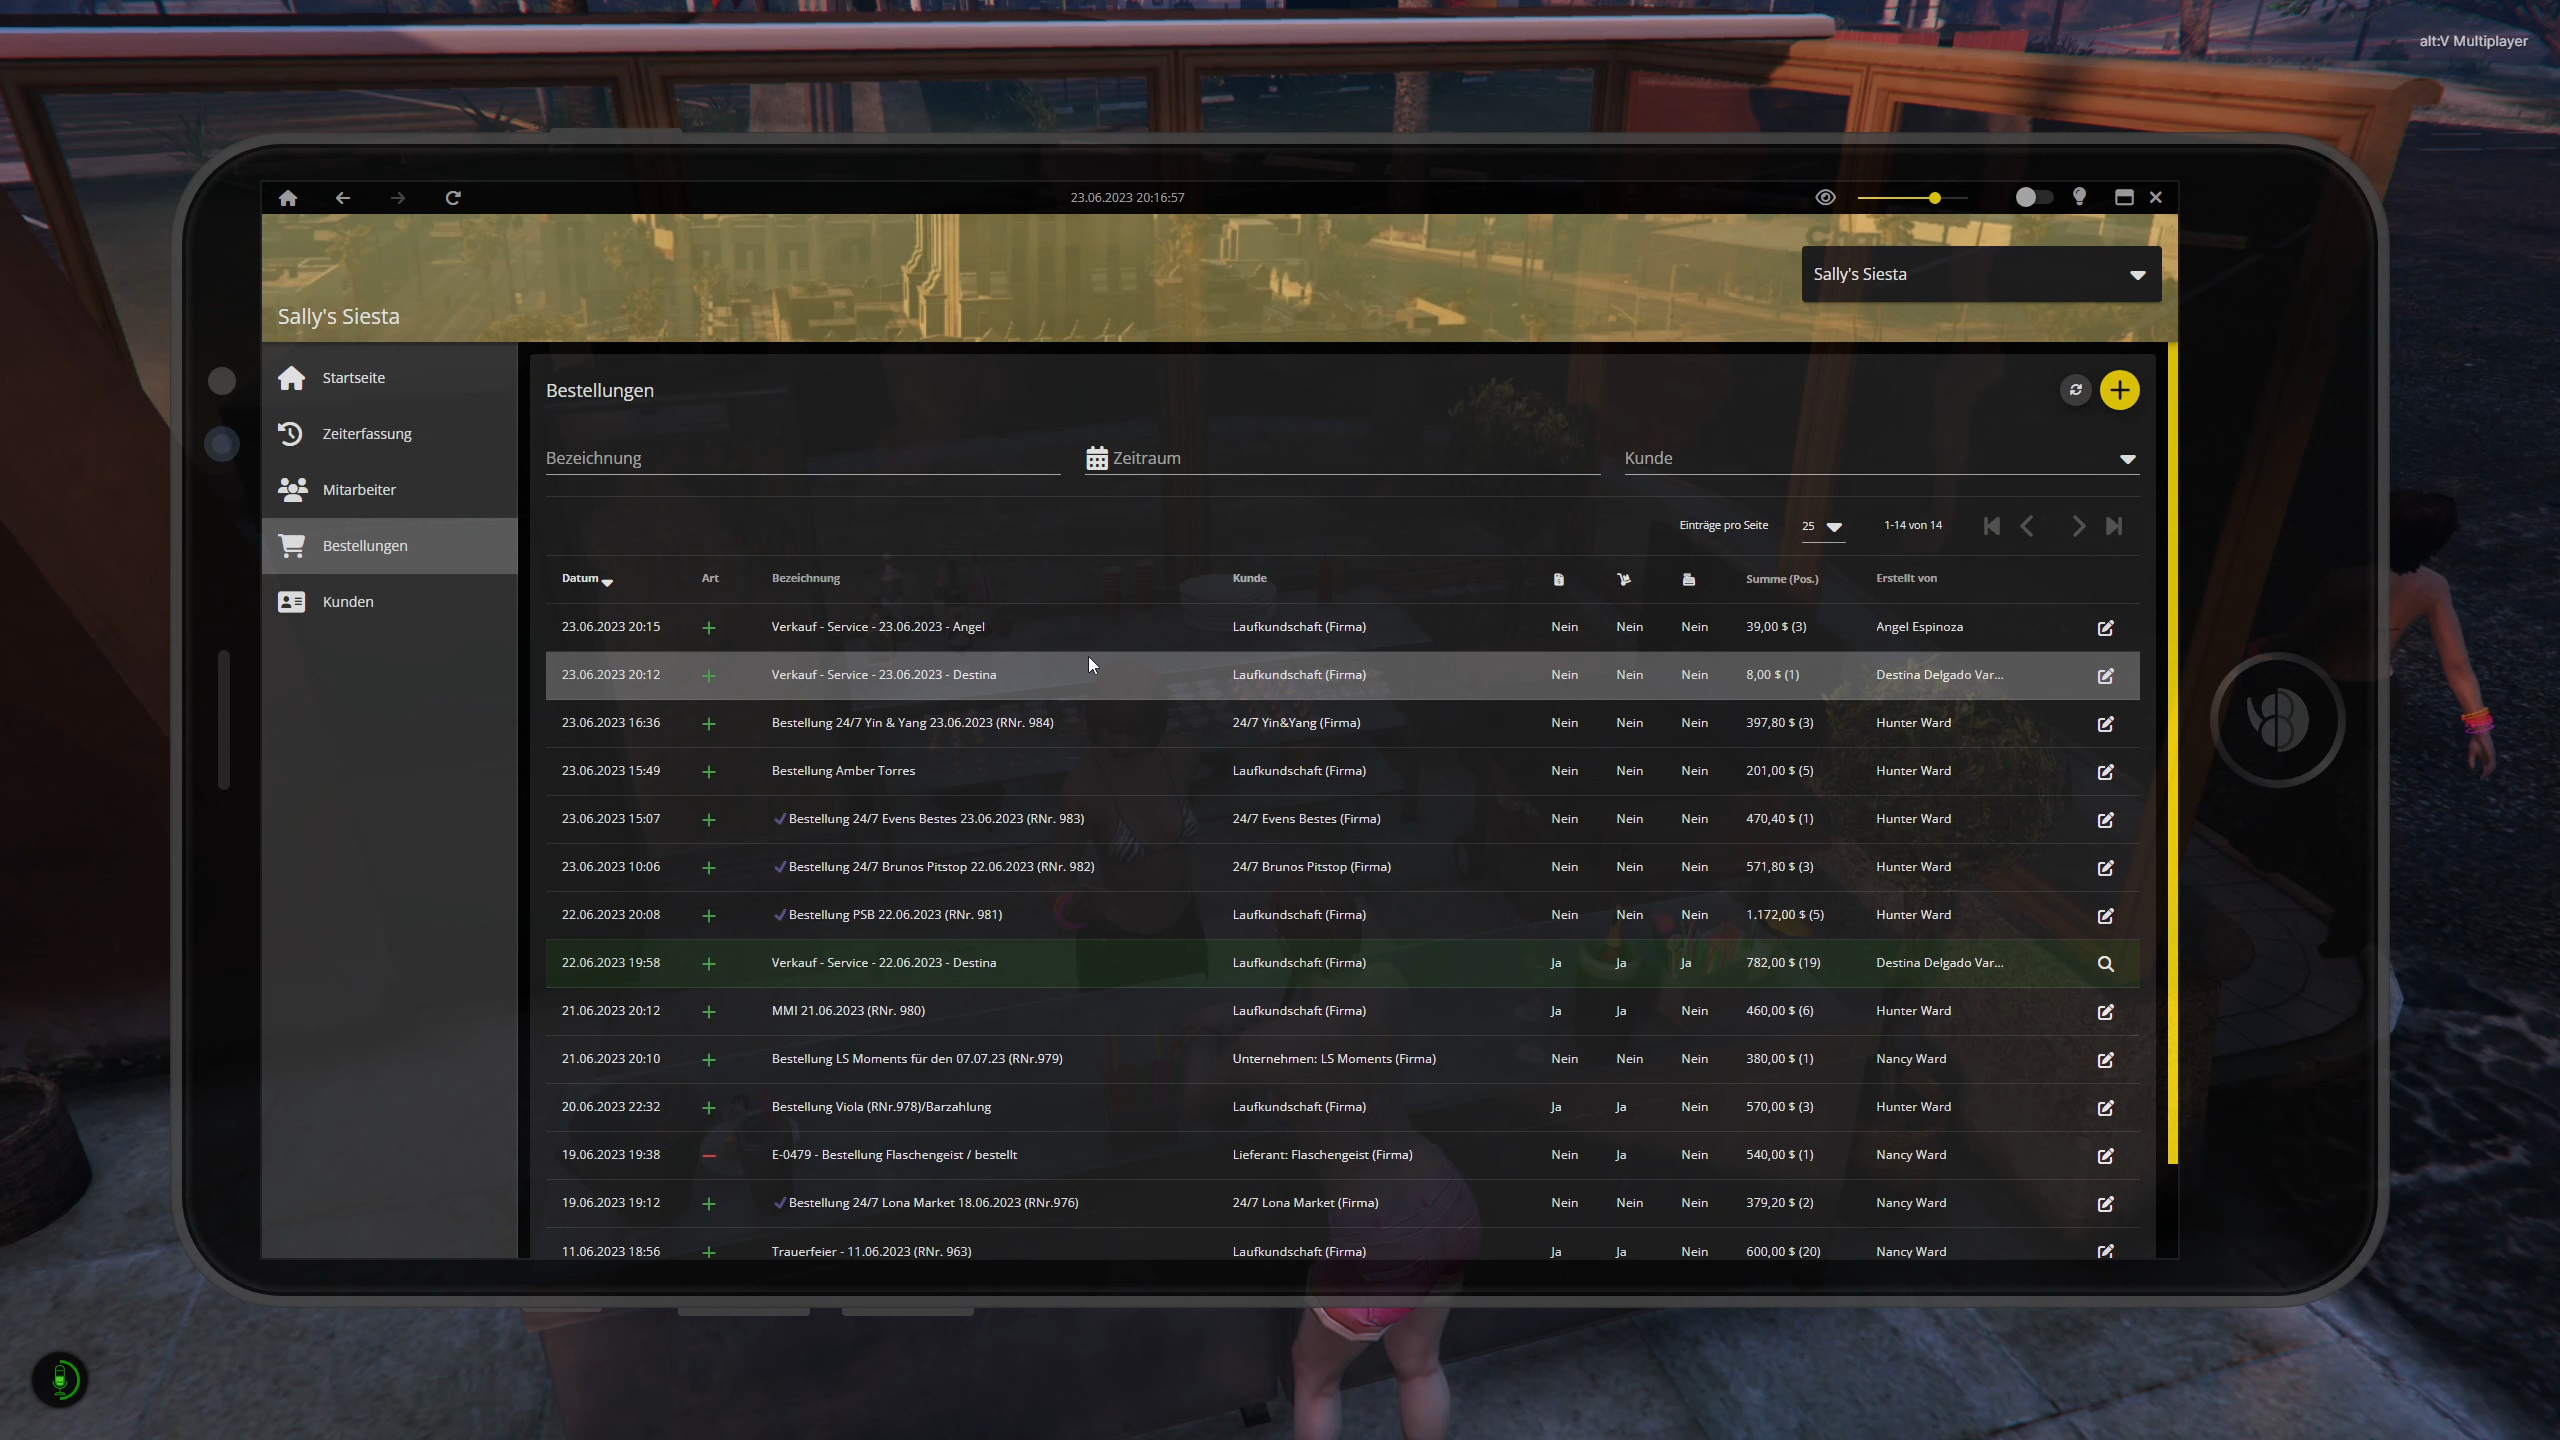 alt:V Multiplayer
23.06.2023 20:16:57
Sally's Siesta
Sally's Siesta
Startseite
Zeiterfassung
Mitarbeiter
Bestellungen
Kunden
Bestellungen
Bezeichnung Zeitraum Kunde
Einträge pro Seite 25 1-14 von 14
Datum Art Bezeichnung Kunde Summe (Pos.) Erstellt von
23.06.2023 20:15 + Verkauf - Service - 23.06.2023 - Angel Laufkundschaft (Firma) Nein Nein Nein 39,00 $ (3) Angel Espinoza
23.06.2023 20:12 + Verkauf - Service - 23.06.2023 - Destina Laufkundschaft (Firma) Nein Nein Nein 8,00 $ (1) Destina Delgado Var...
23.06.2023 16:36 + Bestellung 24/7 Yin & Yang 23.06.2023 (RNr. 984) 24/7 Yin&Yang (Firma) Nein Nein Nein 397,80 $ (3) Hunter Ward
23.06.2023 15:49 + Bestellung Amber Torres Laufkundschaft (Firma) Nein Nein Nein 201,00 $ (5) Hunter Ward
23.06.2023 15:07 + Bestellung 24/7 Evens Bestes 23.06.2023 (RNr. 983) 24/7 Evens Bestes (Firma) Nein Nein Nein 470,40 $ (1) Hunter Ward
23.06.2023 10:06 + Bestellung 24/7 Brunos Pitstop 22.06.2023 (RNr. 982) 24/7 Brunos Pitstop (Firma) Nein Nein Nein 571,80 $ (3) Hunter Ward
22.06.2023 20:08 + Bestellung PSB 22.06.2023 (RNr. 981) Laufkundschaft (Firma) Nein Nein Nein 1.172,00 $ (5) Hunter Ward
22.06.2023 19:58 + Verkauf - Service - 22.06.2023 - Destina Laufkundschaft (Firma) Ja Ja Ja 782,00 $ (19) Destina Delgado Var...
21.06.2023 20:12 + MMI 21.06.2023 (RNr. 980) Laufkundschaft (Firma) Ja Ja Nein 460,00 $ (6) Hunter Ward
21.06.2023 20:10 + Bestellung LS Moments für den 07.07.23 (RNr.979) Unternehmen: LS Moments (Firma) Nein Nein Nein 380,00 $ (1) Nancy Ward
20.06.2023 22:32 + Bestellung Viola (RNr.978)/Barzahlung Laufkundschaft (Firma) Ja Ja Nein 570,00 $ (3) Hunter Ward
19.06.2023 19:38 − E-0479 - Bestellung Flaschengeist / bestellt Lieferant: Flaschengeist (Firma) Nein Ja Nein 540,00 $ (1) Nancy Ward
19.06.2023 19:12 + Bestellung 24/7 Lona Market 18.06.2023 (RNr.976) 24/7 Lona Market (Firma) Nein Nein Nein 379,20 $ (2) Nancy Ward
11.06.2023 18:56 + Trauerfeier - 11.06.2023 (RNr. 963) Laufkundschaft (Firma) Ja Ja Nein 600,00 $ (20) Nancy Ward